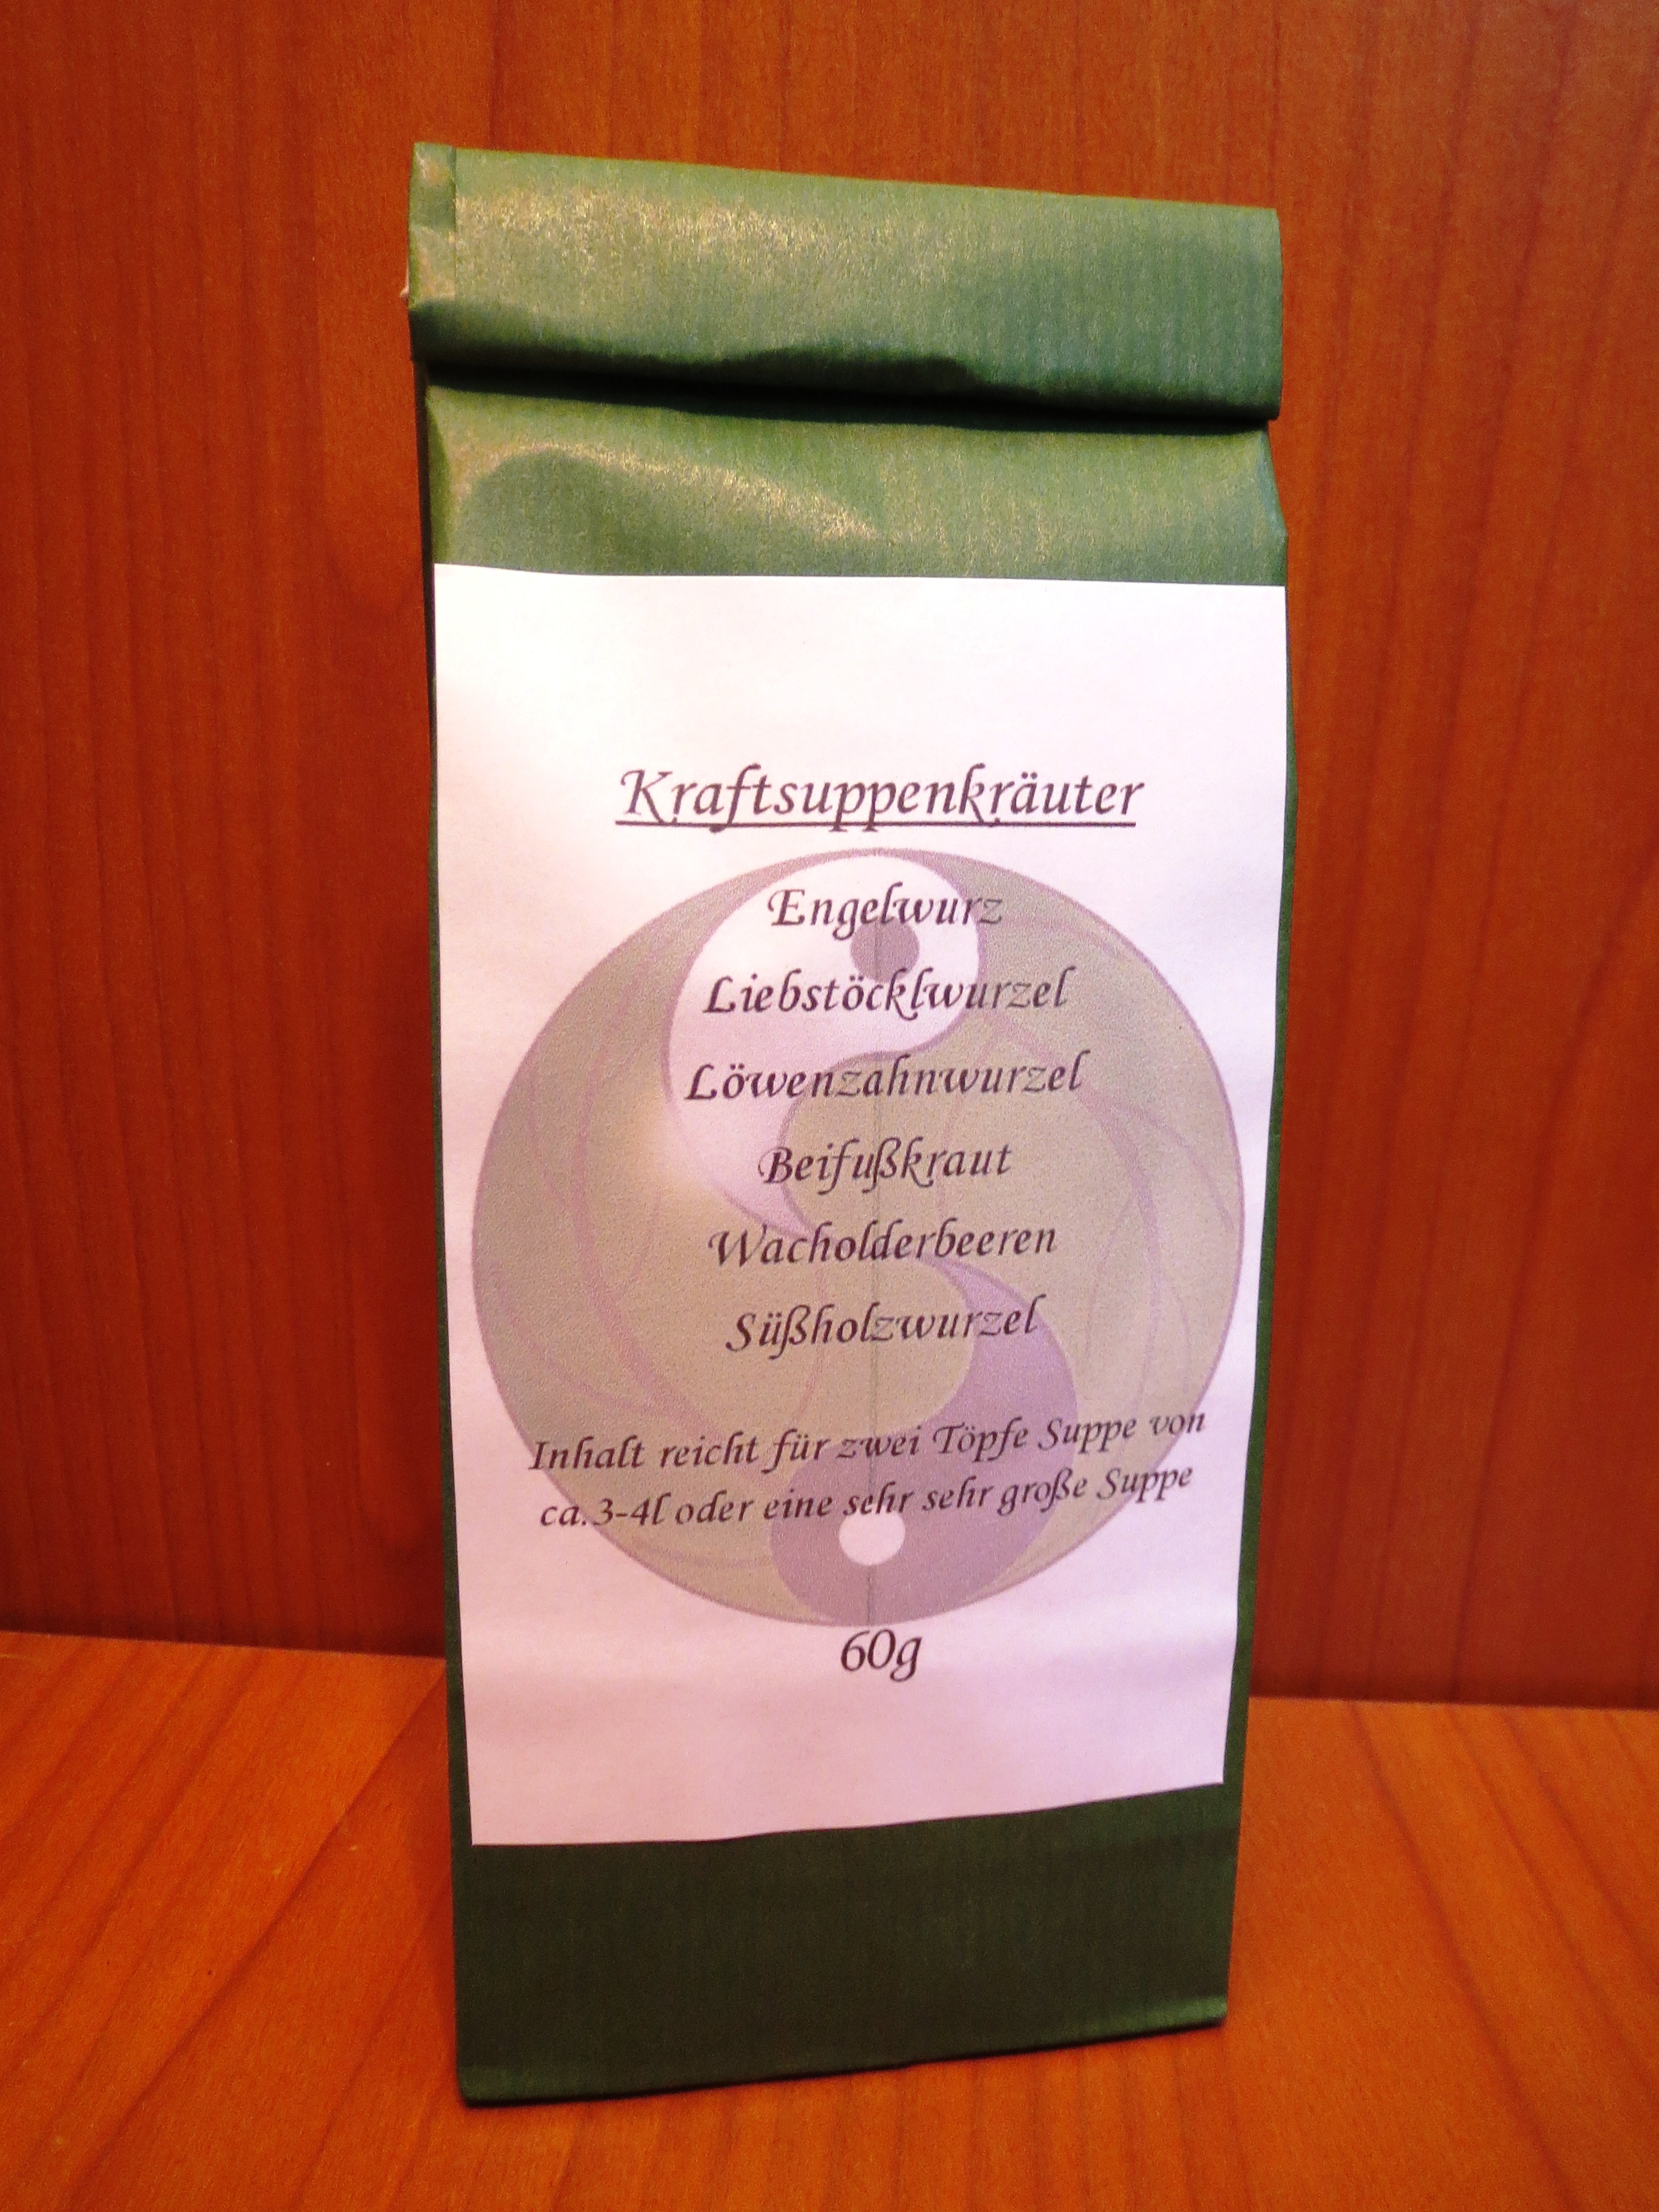 Kraftsuppenkräuter
Engelwurz
Liebstöcklwurzel
Löwenzahnwurzel
Beifußkraut
Wacholderbeeren
Süßholzwurzel
Inhalt reicht für zwei Töpfe Suppe von
ca.3-4l oder eine sehr sehr große Suppe
60g